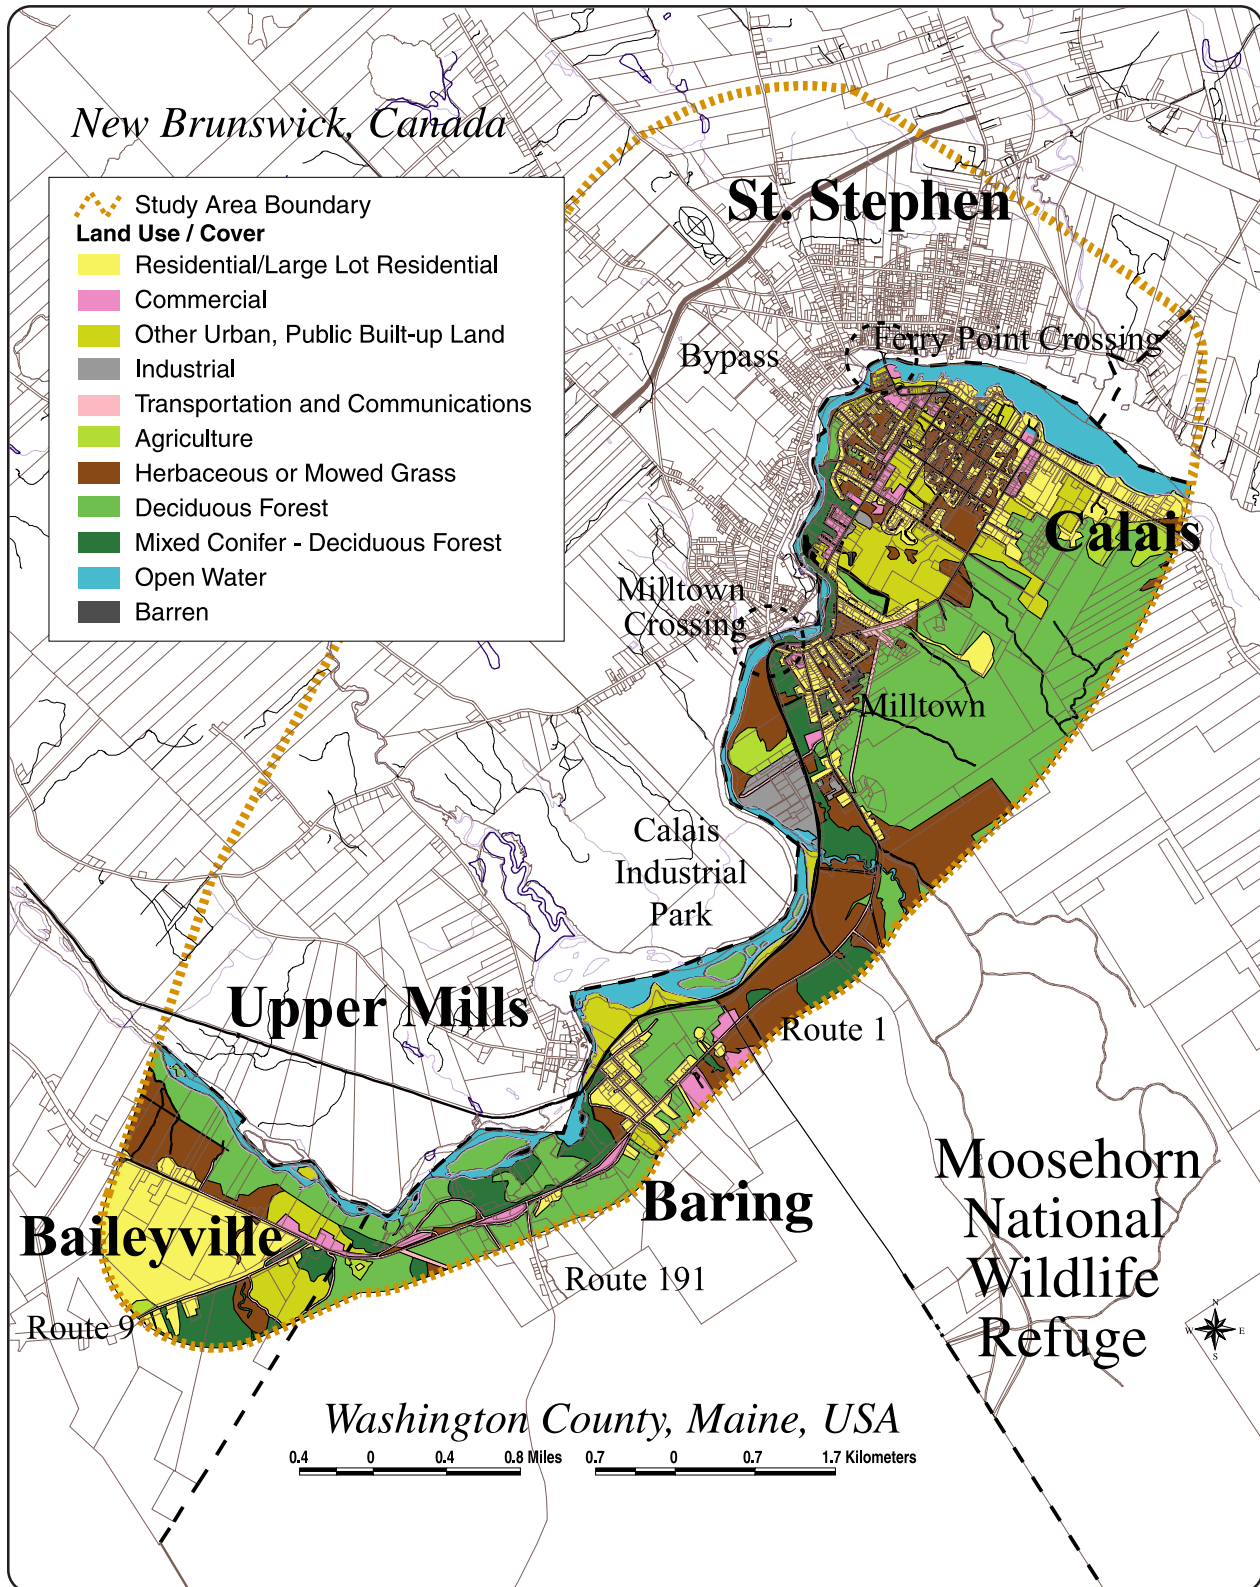 New Brunswick, Canada
Study Area Boundary
Land Use / Cover
Residential/Large Lot Residential
Commercial
Other Urban, Public Built-up Land
Industrial
Transportation and Communications
Agriculture
Herbaceous or Mowed Grass
Deciduous Forest
Mixed Conifer - Deciduous Forest
Open Water
Barren
St. Stephen
Ferry Point Crossing
Bypass
Calais
Milltown
Crossing
Milltown
Calais
Industrial
Park
Upper Mills
Route 1
Baring
Baileyville
Route 191
Route 9
Moosehorn
National
Wildlife
Refuge
N
W E
S
Washington County, Maine, USA
0.4 0 0.4 0.8 Miles 0.7 0 0.7 1.7 Kilometers